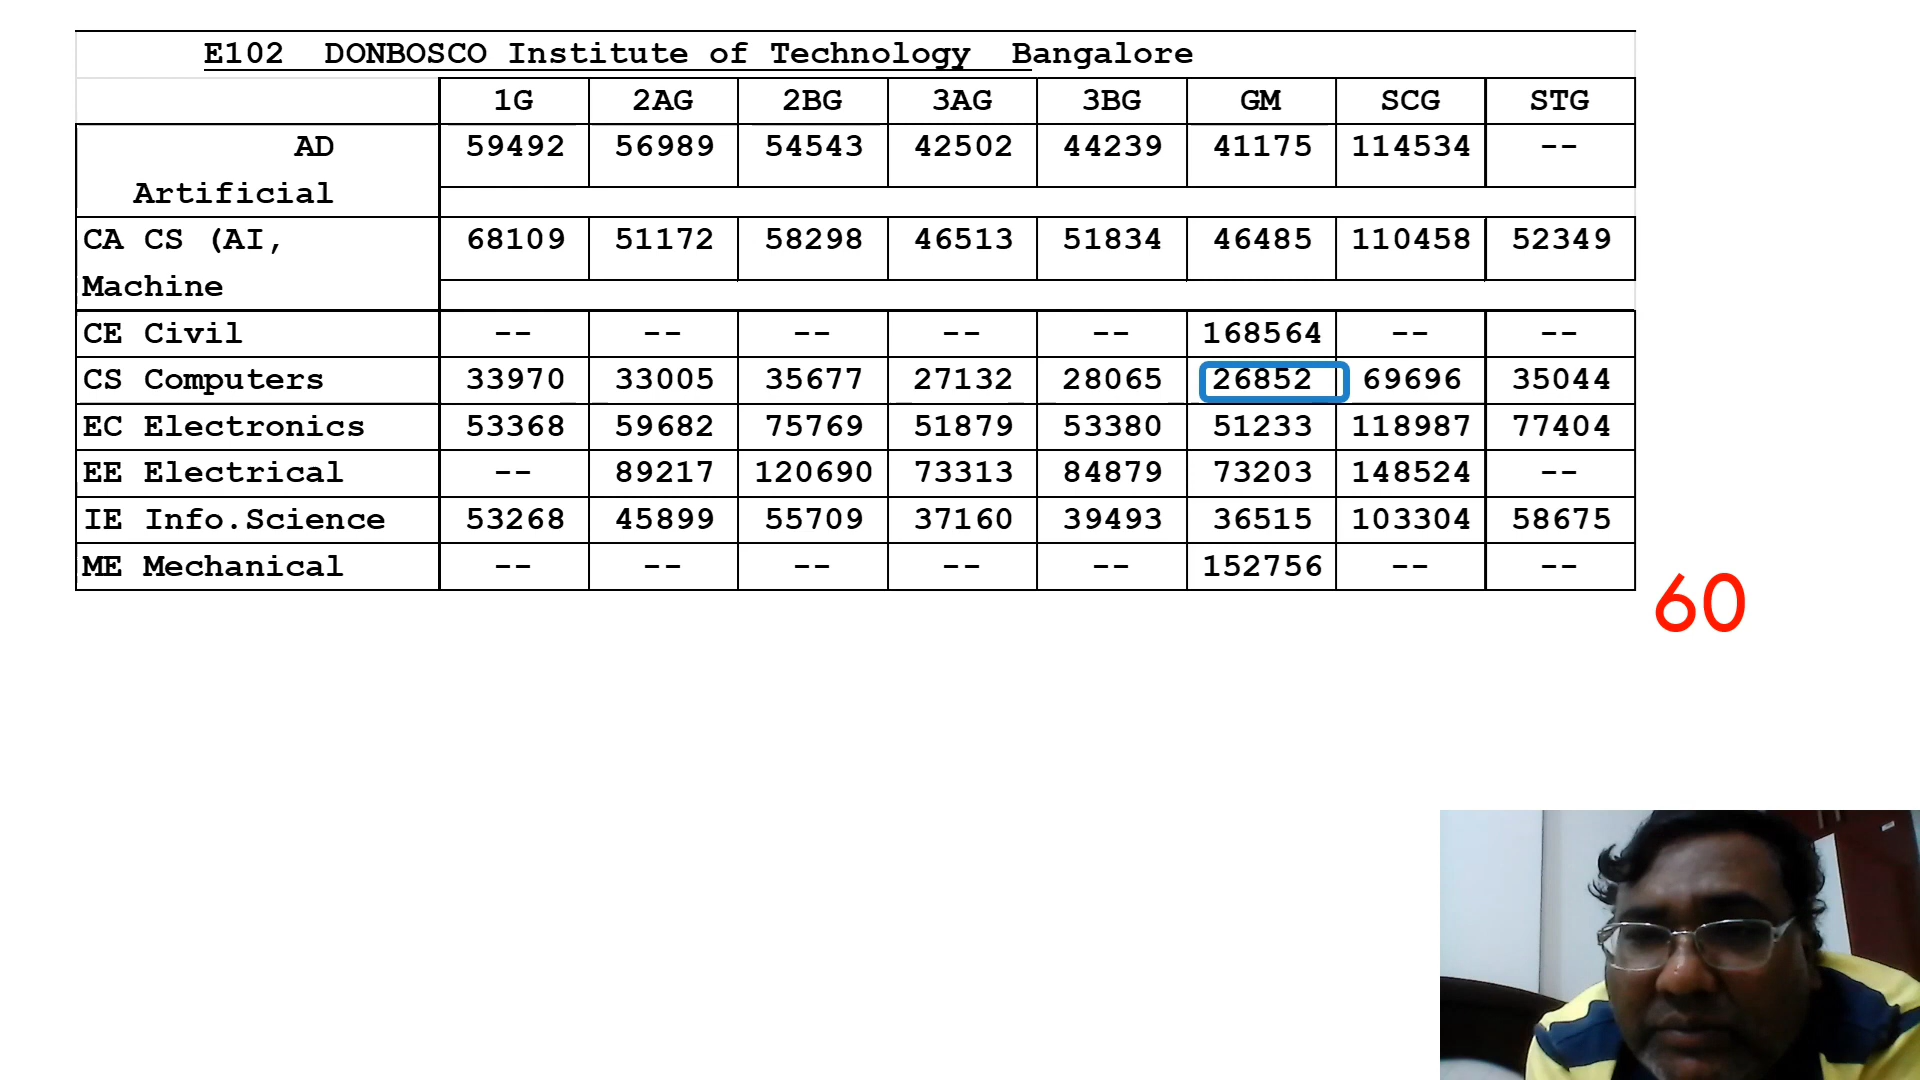 E102 DONBOSCO Institute of Technology Bangalore
1G 2AG 2BG 3AG 3BG GM SCG STG
AD Artificial 59492 56989 54543 42502 44239 41175 114534 --
CA CS (AI, Machine 68109 51172 58298 46513 51834 46485 110458 52349
CE Civil -- -- -- -- -- 168564 -- --
CS Computers 33970 33005 35677 27132 28065 26852 69696 35044
EC Electronics 53368 59682 75769 51879 53380 51233 118987 77404
EE Electrical -- 89217 120690 73313 84879 73203 148524 --
IE Info.Science 53268 45899 55709 37160 39493 36515 103304 58675
ME Mechanical -- -- -- -- -- 152756 -- --
60